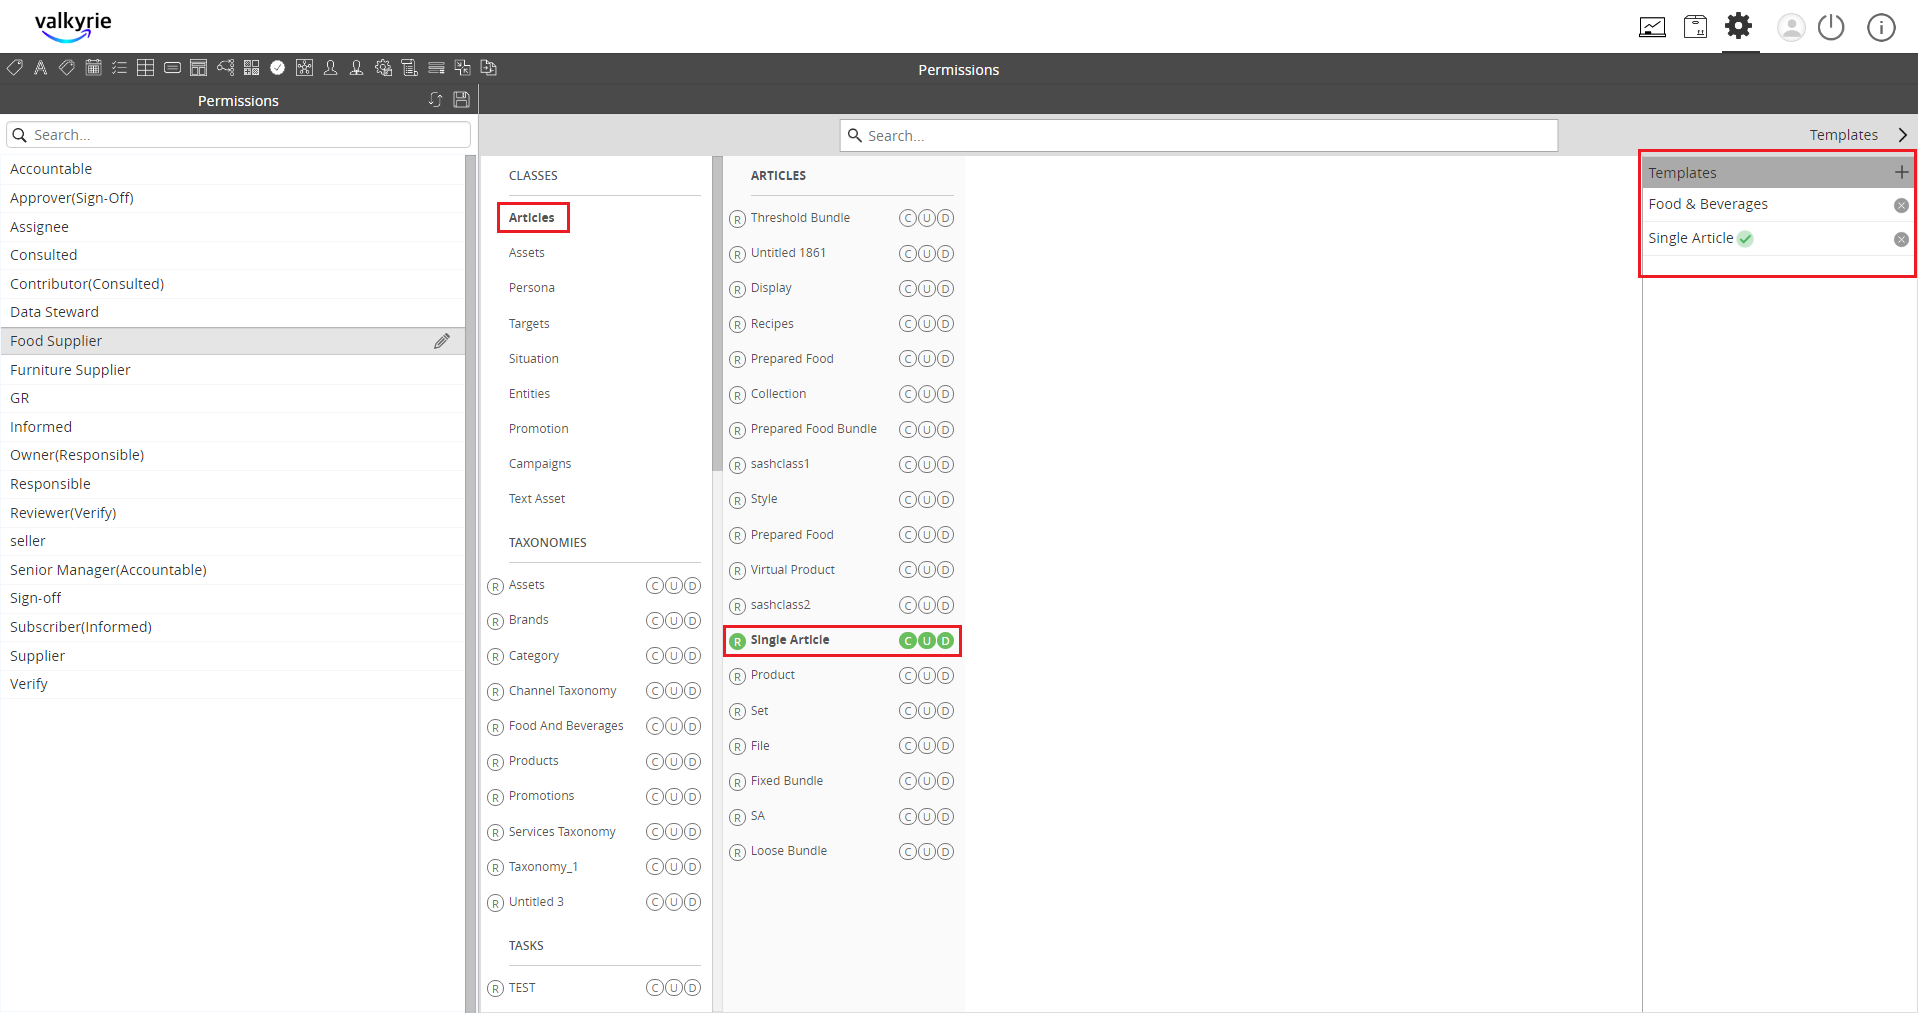 valkyrie
Permissions
Permissions
Search...
Accountable
Approver(Sign-Off)
Assignee
Consulted
Contributor(Consulted)
Data Steward
Food Supplier
Furniture Supplier
GR
Informed
Owner(Responsible)
Responsible
Reviewer(Verify)
seller
Senior Manager(Accountable)
Sign-off
Subscriber(Informed)
Supplier
Verify
Search...
Templates
CLASSES
Articles
Assets
Persona
Targets
Situation
Entities
Promotion
Campaigns
Text Asset
TAXONOMIES
R Assets C U D
R Brands C U D
R Category C U D
R Channel Taxonomy C U D
R Food And Beverages C U D
R Products C U D
R Promotions C U D
R Services Taxonomy C U D
R Taxonomy_1 C U D
R Untitled 3 C U D
TASKS
R TEST C U D
ARTICLES
R Threshold Bundle C U D
R Untitled 1861 C U D
R Display C U D
R Recipes C U D
R Prepared Food C U D
R Collection C U D
R Prepared Food Bundle C U D
R sashclass1 C U D
R Style C U D
R Prepared Food C U D
R Virtual Product C U D
R sashclass2 C U D
R Single Article C U D
R Product C U D
R Set C U D
R File C U D
R Fixed Bundle C U D
R SA C U D
R Loose Bundle C U D
Templates
Food & Beverages
Single Article